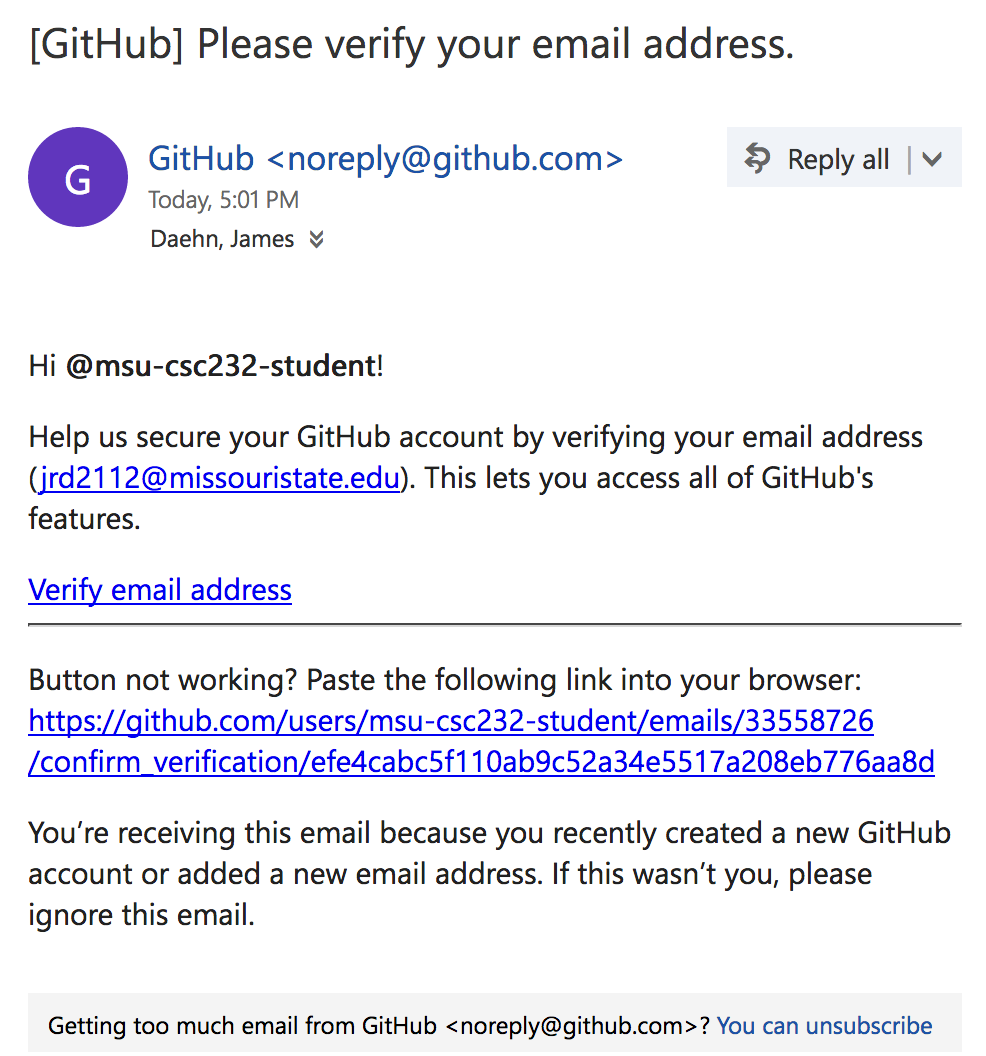 [GitHub] Please verify your email address.
G
GitHub <noreply@github.com>
Reply all
Today, 5:01 PM
Daehn, James
Hi @msu-csc232-student!
Help us secure your GitHub account by verifying your email address
(jrd2112@missouristate.edu). This lets you access all of GitHub's
features.
Verify email address
Button not working? Paste the following link into your browser:
https://github.com/users/msu-csc232-student/emails/33558726
/confirm_verification/efe4cabc5f110ab9c52a34e5517a208eb776aa8d
You’re receiving this email because you recently created a new GitHub
account or added a new email address. If this wasn’t you, please
ignore this email.
Getting too much email from GitHub <noreply@github.com>? You can unsubscribe